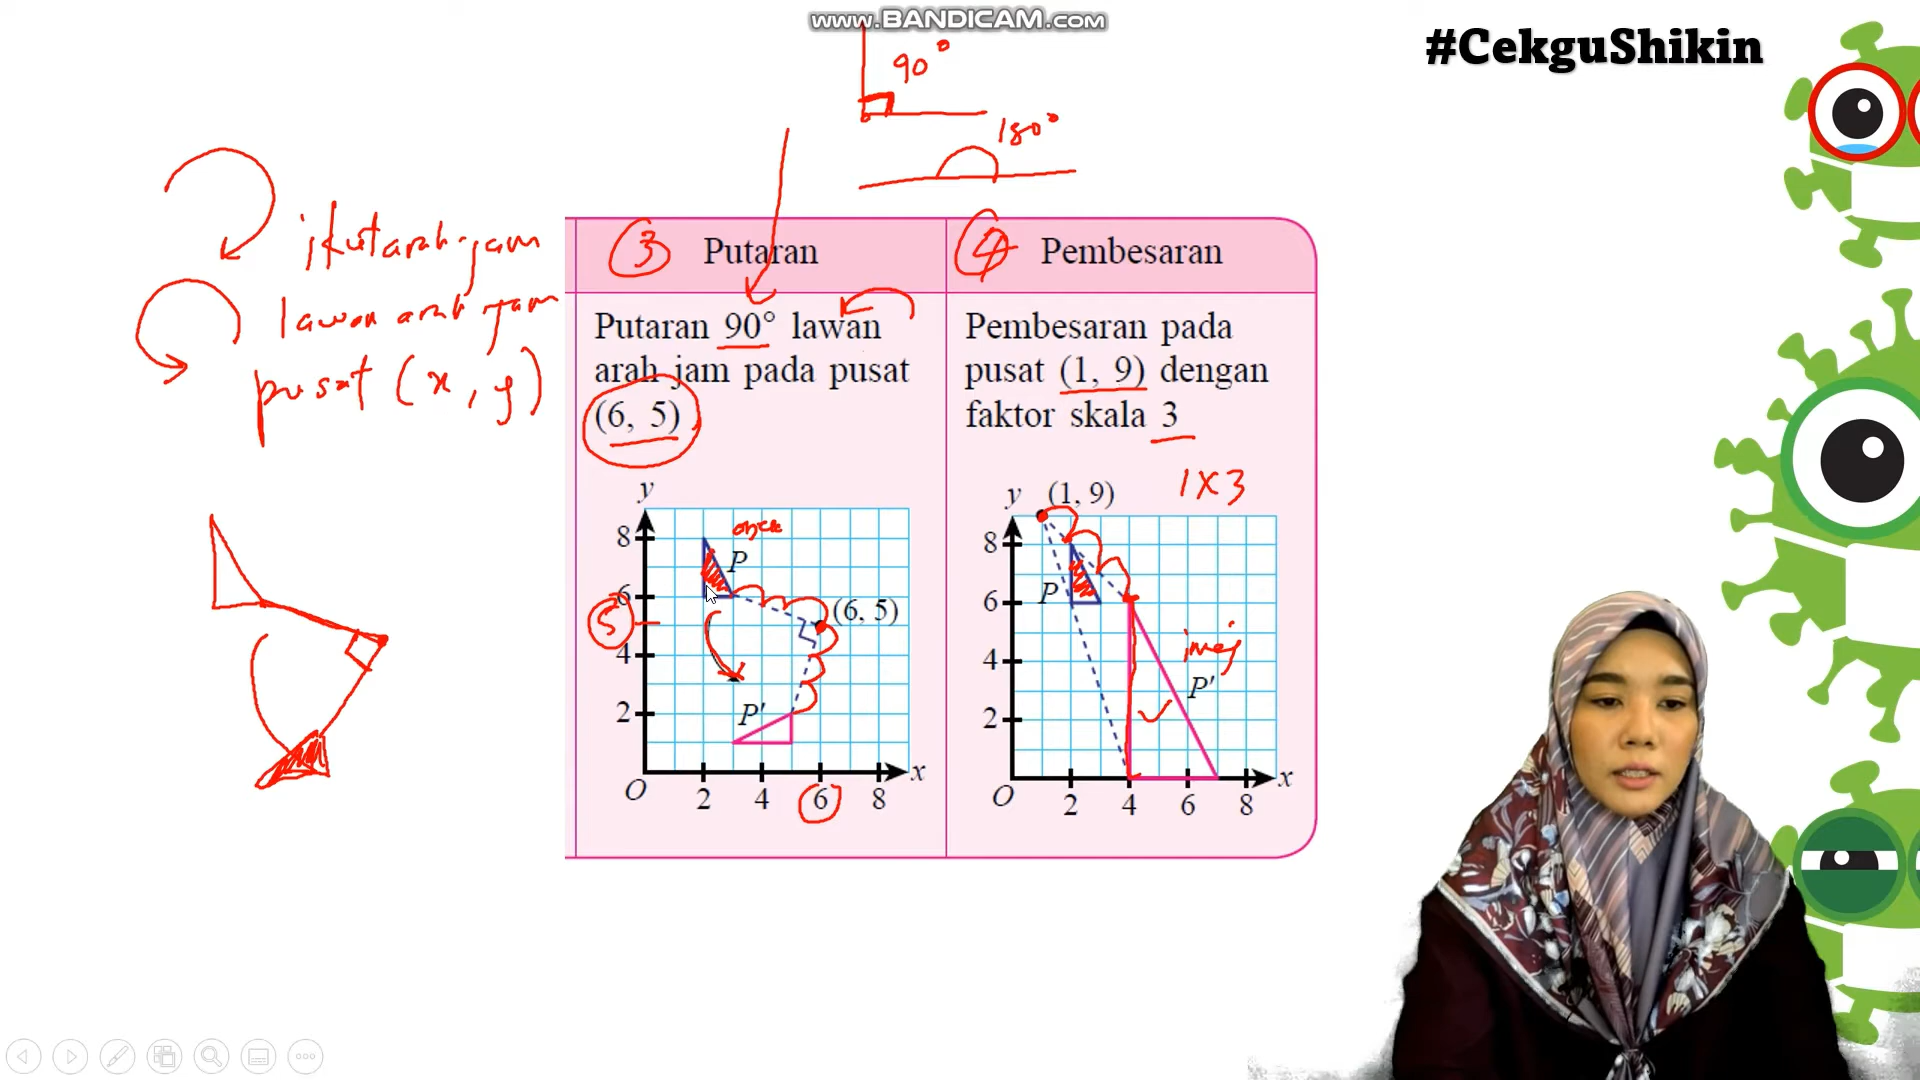 www.BANDICAM.com
#CekguShikin
90°
180°
ikut arah jam
lawan arah jam
pusat (x, y)
3 Putaran
Putaran 90° lawan
arah jam pada pusat
(6, 5)
y
8
6
5
4
2
O
2
4
6
8
x
P
(6, 5)
P'
4 Pembesaran
Pembesaran pada
pusat (1, 9) dengan
faktor skala 3
1 x 3
y
(1, 9)
8
6
4
2
O
2
4
6
8
x
P
imej
P'